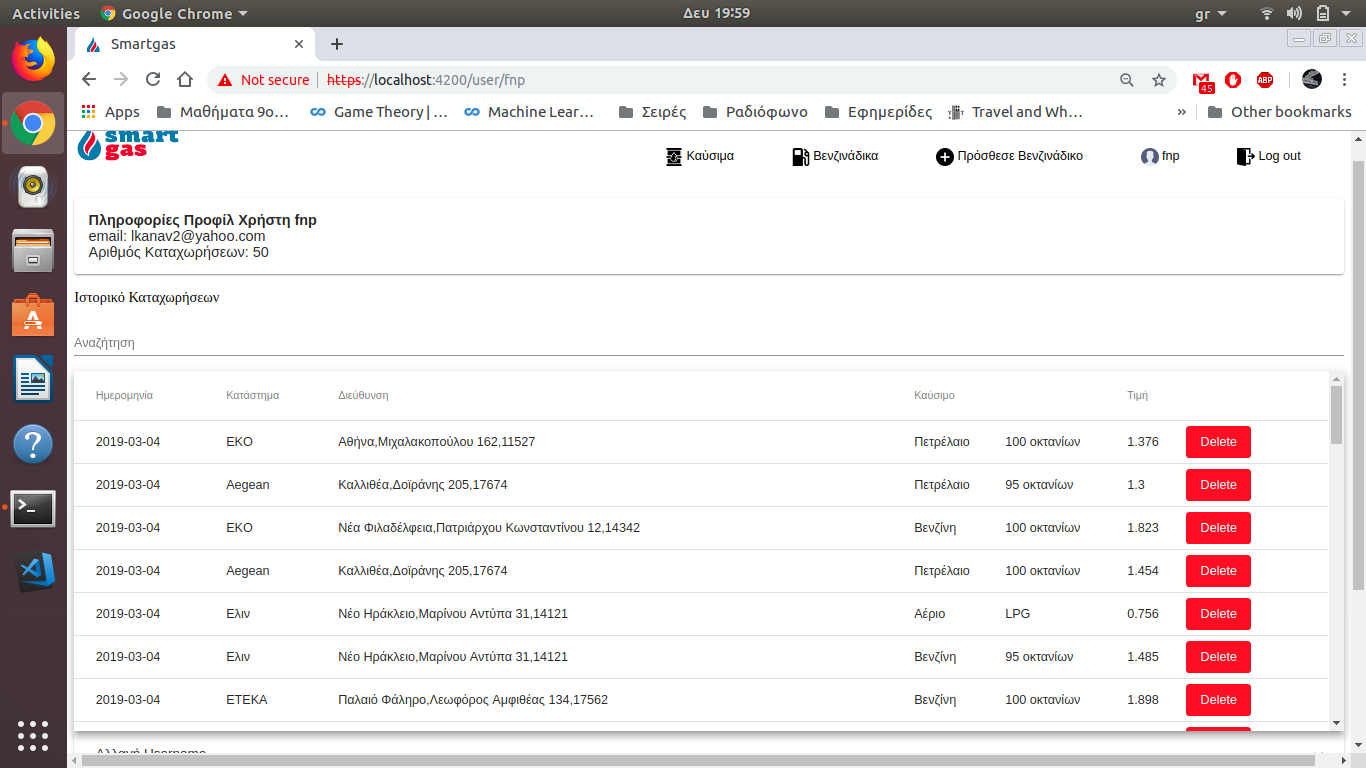 Activities Google Chrome Δευ 19:59 gr
Smartgas
Not secure https://localhost:4200/user/fnp 45 ABP
Apps Μαθήματα 9ο… Game Theory | … Machine Lear… Σειρές Ραδιόφωνο Εφημερίδες Travel and Wh… » Other bookmarks
smart
gas
Καύσιμα Βενζινάδικα Πρόσθεσε Βενζινάδικο fnp Log out
Πληροφορίες Προφίλ Χρήστη fnp
email: lkanav2@yahoo.com
Αριθμός Καταχωρήσεων: 50
Ιστορικό Καταχωρήσεων
Αναζήτηση
Ημερομηνία Κατάστημα Διεύθυνση Καύσιμο Τιμή
2019-03-04 ΕΚΟ Αθήνα,Μιχαλακοπούλου 162,11527 Πετρέλαιο 100 οκτανίων 1.376 Delete
2019-03-04 Aegean Καλλιθέα,Δοϊράνης 205,17674 Πετρέλαιο 95 οκτανίων 1.3 Delete
2019-03-04 ΕΚΟ Νέα Φιλαδέλφεια,Πατριάρχου Κωνσταντίνου 12,14342 Βενζίνη 100 οκτανίων 1.823 Delete
2019-03-04 Aegean Καλλιθέα,Δοϊράνης 205,17674 Πετρέλαιο 100 οκτανίων 1.454 Delete
2019-03-04 Ελιν Νέο Ηράκλειο,Μαρίνου Αντύπα 31,14121 Αέριο LPG 0.756 Delete
2019-03-04 Ελιν Νέο Ηράκλειο,Μαρίνου Αντύπα 31,14121 Βενζίνη 95 οκτανίων 1.485 Delete
2019-03-04 ΕΤΕΚΑ Παλαιό Φάληρο,Λεωφόρος Αμφιθέας 134,17562 Βενζίνη 100 οκτανίων 1.898 Delete
Αλλαγή Username